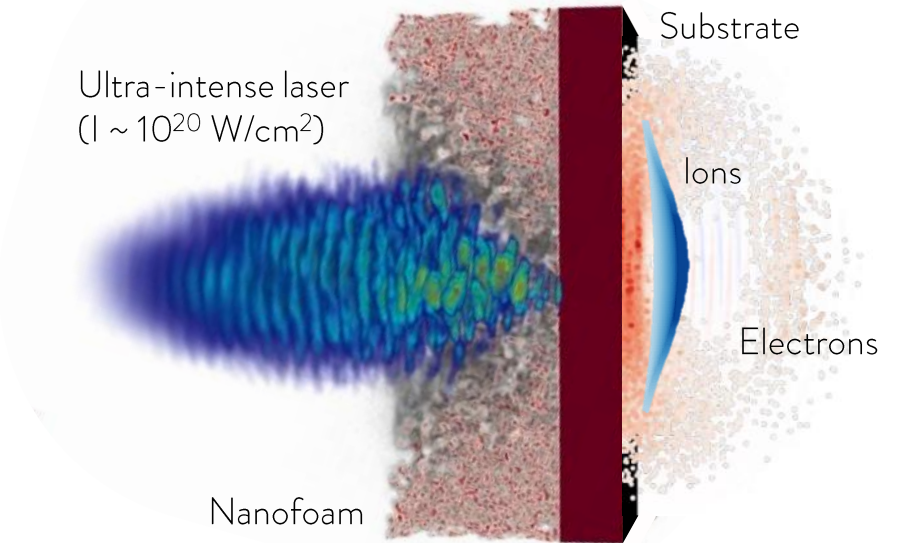 Substrate
Ultra-intense laser
(I ~ 10²⁰ W/cm²)
Ions
Electrons
Nanofoam